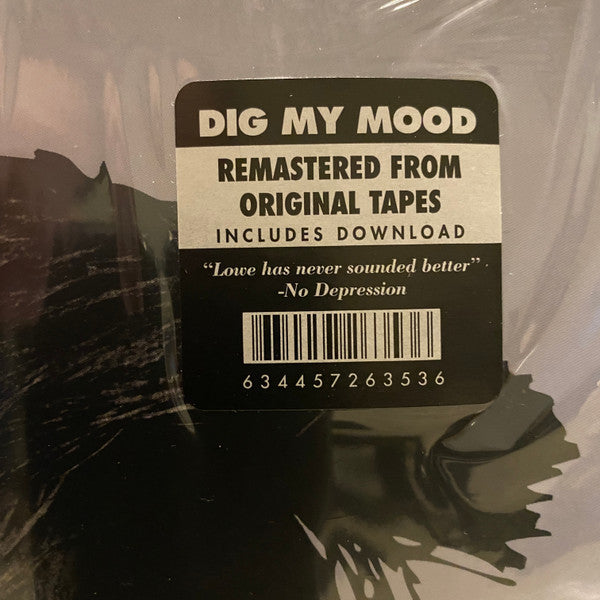 DIG MY MOOD
REMASTERED FROM
ORIGINAL TAPES
INCLUDES DOWNLOAD
“Lowe has never sounded better”
-No Depression
634457263536